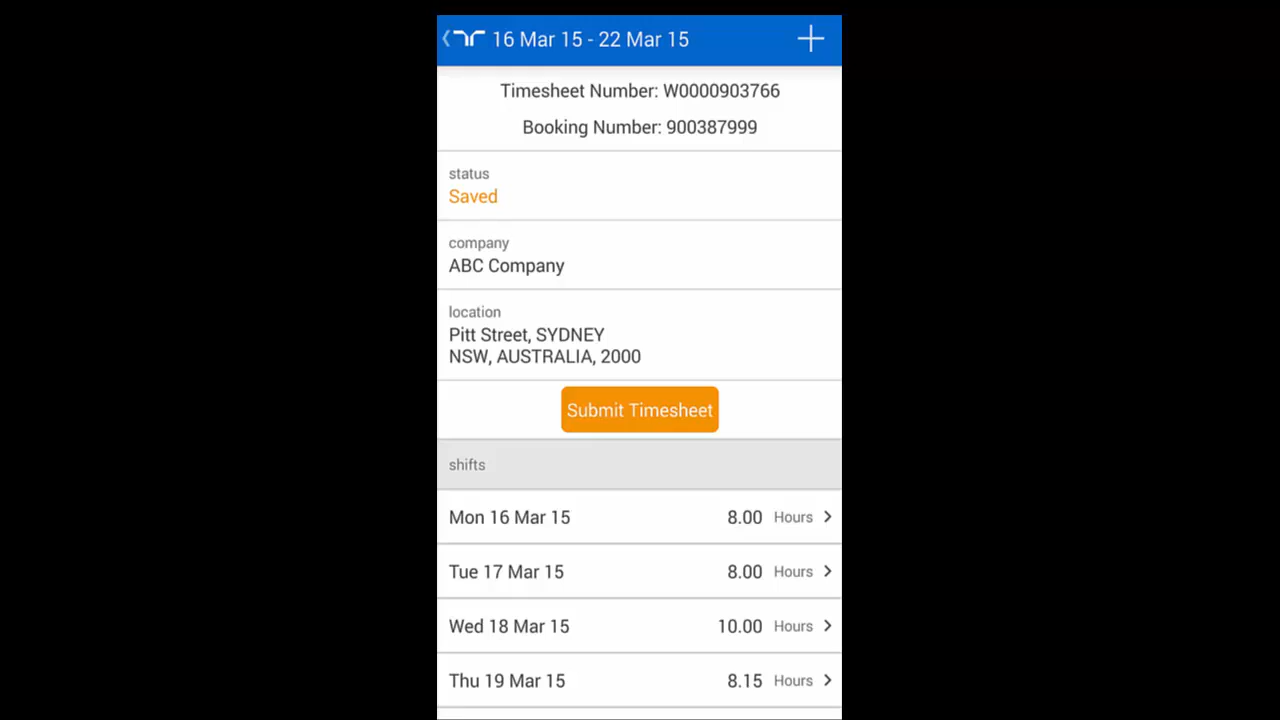 16 Mar 15 - 22 Mar 15
Timesheet Number: W0000903766
Booking Number: 900387999
status
Saved
company
ABC Company
location
Pitt Street, SYDNEY
NSW, AUSTRALIA, 2000
Submit Timesheet
shifts
Mon 16 Mar 15 8.00 Hours
Tue 17 Mar 15 8.00 Hours
Wed 18 Mar 15 10.00 Hours
Thu 19 Mar 15 8.15 Hours